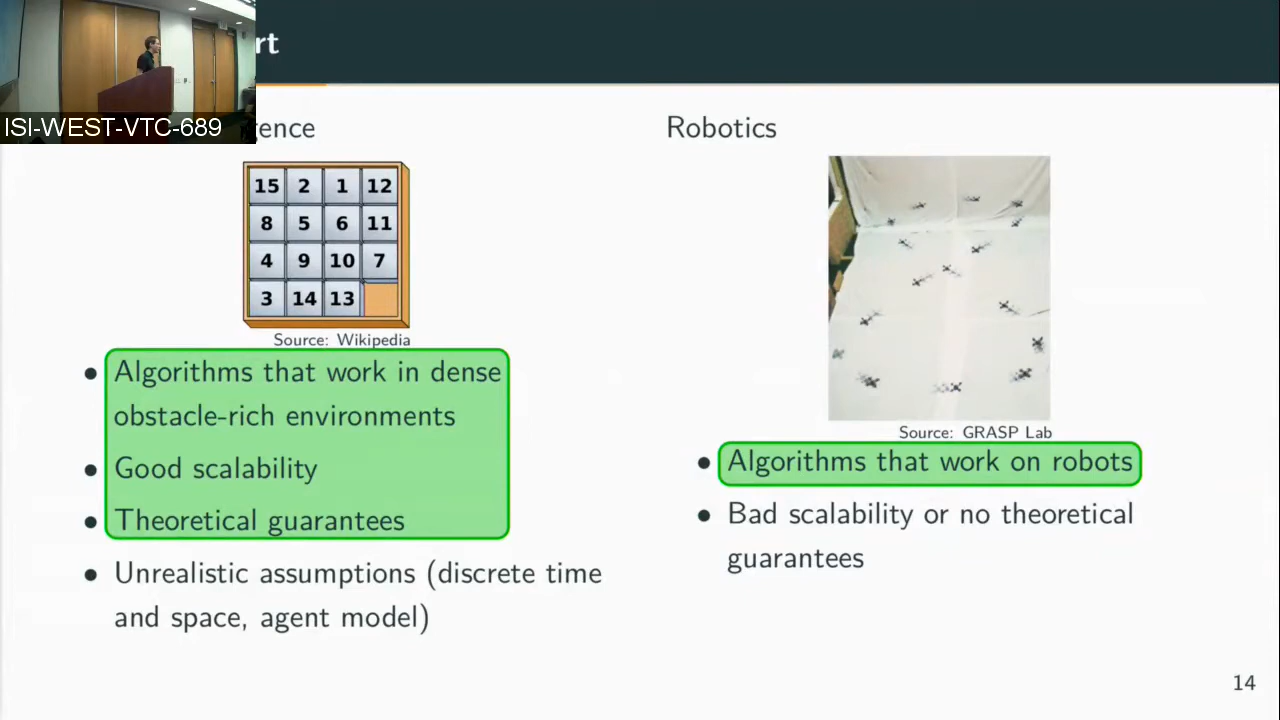 rt
ISI-WEST-VTC-689
gence
15 2 1 12
8 5 6 11
4 9 10 7
3 14 13
Source: Wikipedia
• Algorithms that work in dense
obstacle-rich environments
• Good scalability
• Theoretical guarantees
• Unrealistic assumptions (discrete time
and space, agent model)
Robotics
Source: GRASP Lab
• Algorithms that work on robots
• Bad scalability or no theoretical
guarantees
14